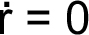 ṙ = 0